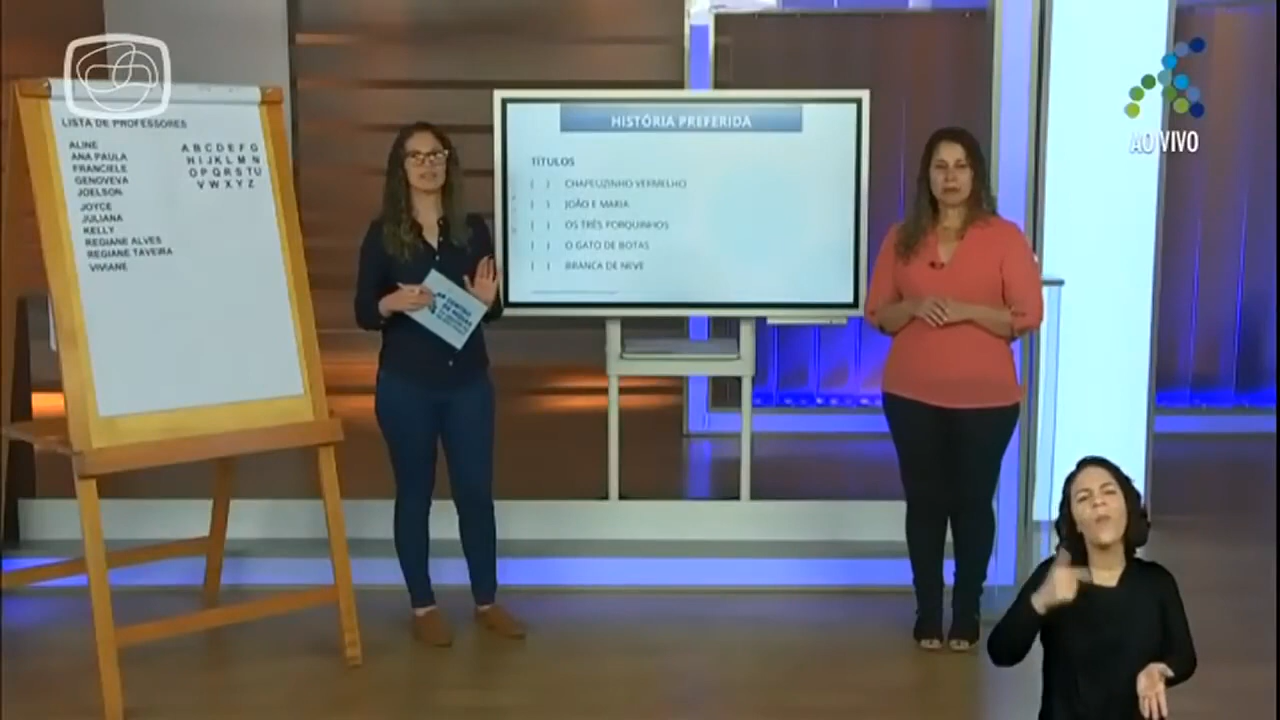 LISTA DE PROFESSORES
ALINE
ANA PAULA
FRANCIELE
GENOVEVA
JOELSON
JOYCE
JULIANA
KELLY
REGIANE ALVES
REGIANE TAVEIRA
VIVIANE
A B C D E F G
H I J K L M N
O P Q R S T U
V W X Y Z
HISTÓRIA PREFERIDA
TÍTULOS
( ) CHAPEUZINHO VERMELHO
( ) JOÃO E MARIA
( ) OS TRÊS PORQUINHOS
( ) O GATO DE BOTAS
( ) BRANCA DE NEVE
AO VIVO